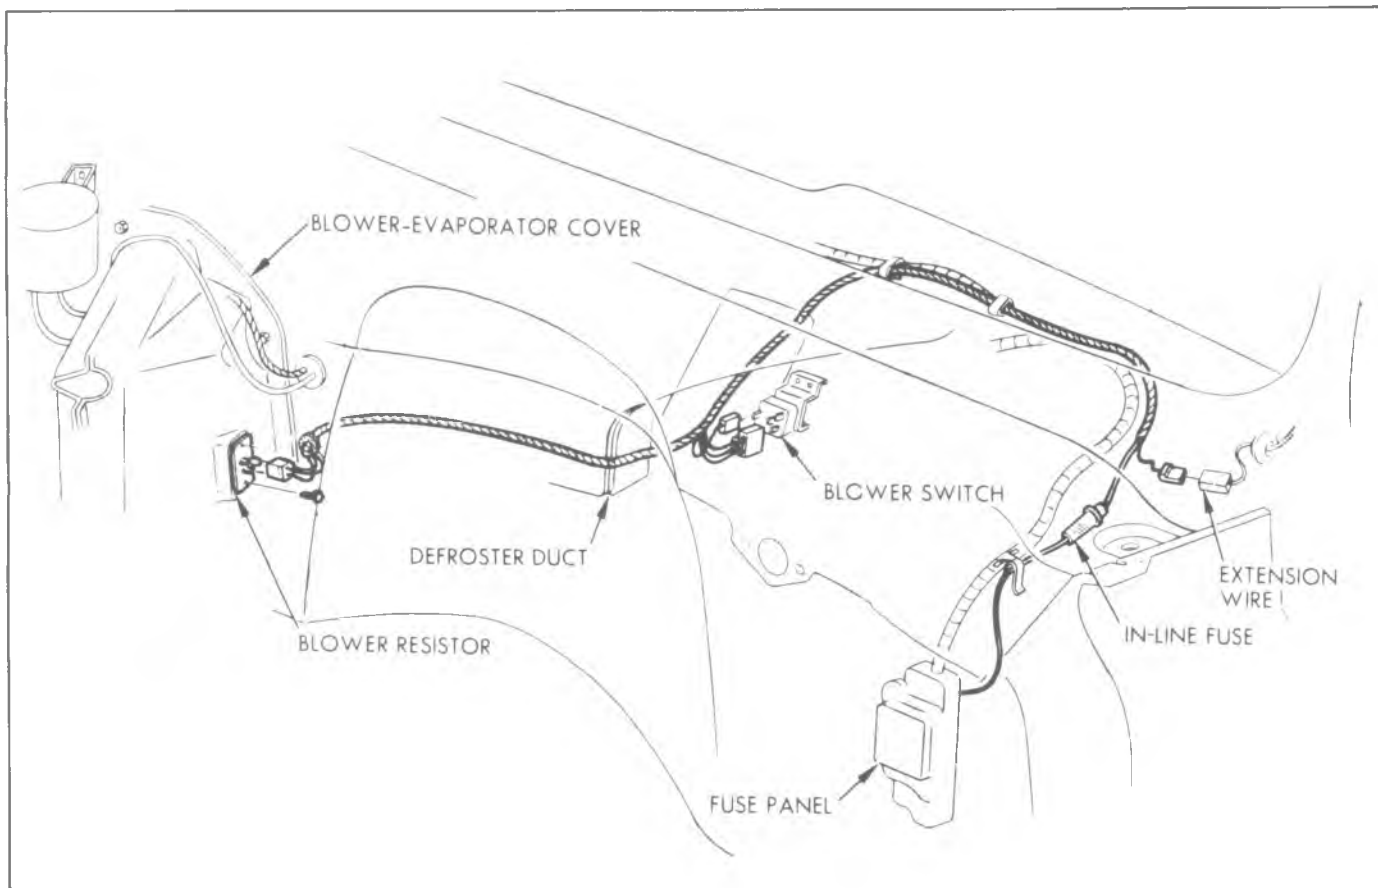 BLOWER-EVAPORATOR COVER
BLOWER SWITCH
DEFROSTER DUCT
EXTENSION
WIRE
IN-LINE FUSE
BLOWER RESISTOR
FUSE PANEL